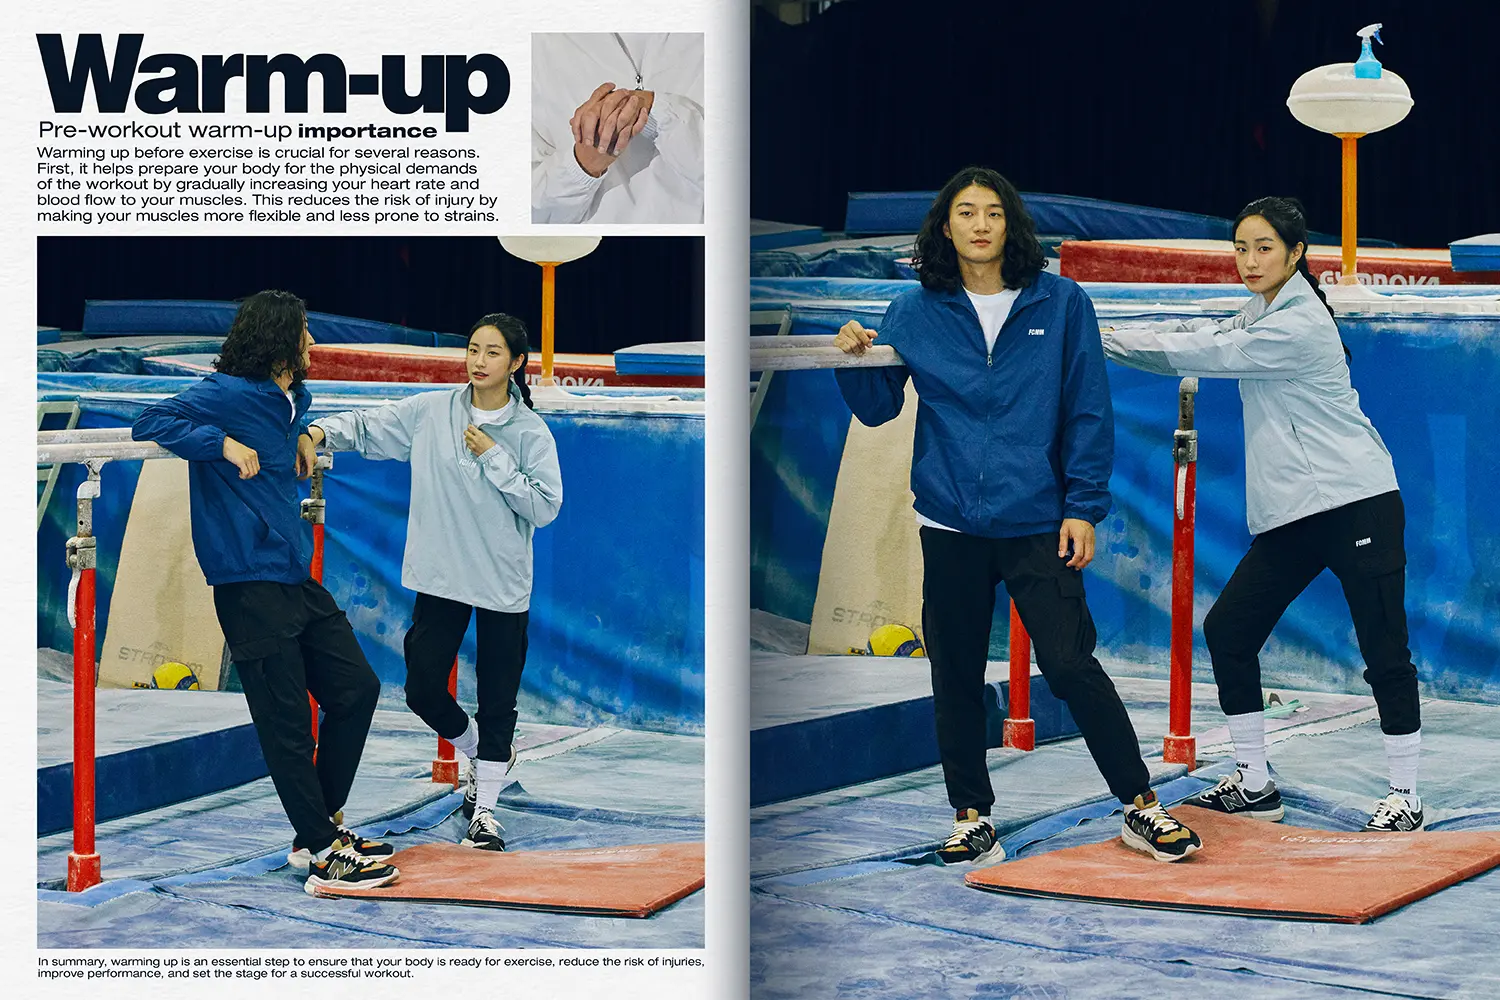 Warm-up
Pre-workout warm-up importance
Warming up before exercise is crucial for several reasons.
First, it helps prepare your body for the physical demands
of the workout by gradually increasing your heart rate and
blood flow to your muscles. This reduces the risk of injury by
making your muscles more flexible and less prone to strains.
In summary, warming up is an essential step to ensure that your body is ready for exercise, reduce the risk of injuries,
improve performance, and set the stage for a successful workout.
FCMM
FCMM
FCMM